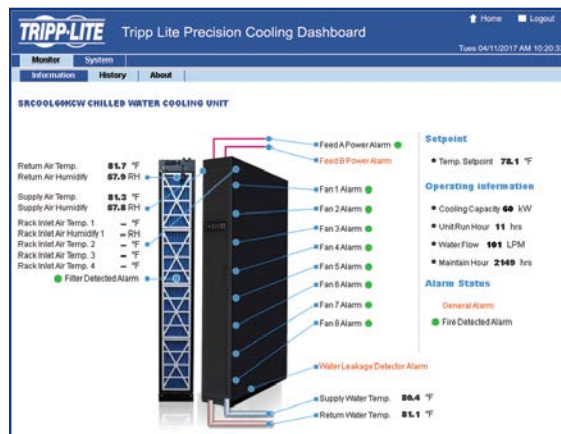 Home Logout
TRIPP·LITE Tripp Lite Precision Cooling Dashboard
Tues 04/11/2017 AM 10:20:3
Monitor System
Information History About
SRCOOL60KCW CHILLED WATER COOLING UNIT
Return Air Temp. 81.7 °F
Return Air Humidify 57.9 RH
Supply Air Temp. 81.3 °F
Supply Air Humidify 57.8 RH
Rack Inlet Air Temp. 1 -- °F
Rack Inlet Air Humidify 1 -- RH
Rack Inlet Air Temp. 2 -- °F
Rack Inlet Air Temp. 3 -- °F
Rack Inlet Air Temp. 4 -- °F
Filter Detected Alarm
Feed A Power Alarm
Feed B Power Alarm
Fan 1 Alarm
Fan 2 Alarm
Fan 3 Alarm
Fan 4 Alarm
Fan 5 Alarm
Fan 6 Alarm
Fan 7 Alarm
Fan 8 Alarm
Water Leakage Detector Alarm
Supply Water Temp. 80.4 °F
Return Water Temp. 81.1 °F
Setpoint
Temp. Setpoint 78.1 °F
Operating information
Cooling Capacity 60 kW
Unit Run Hour 11 hrs
Water Flow 101 LPM
Maintain Hour 2149 hrs
Alarm Status
General Alarm
Fire Detected Alarm